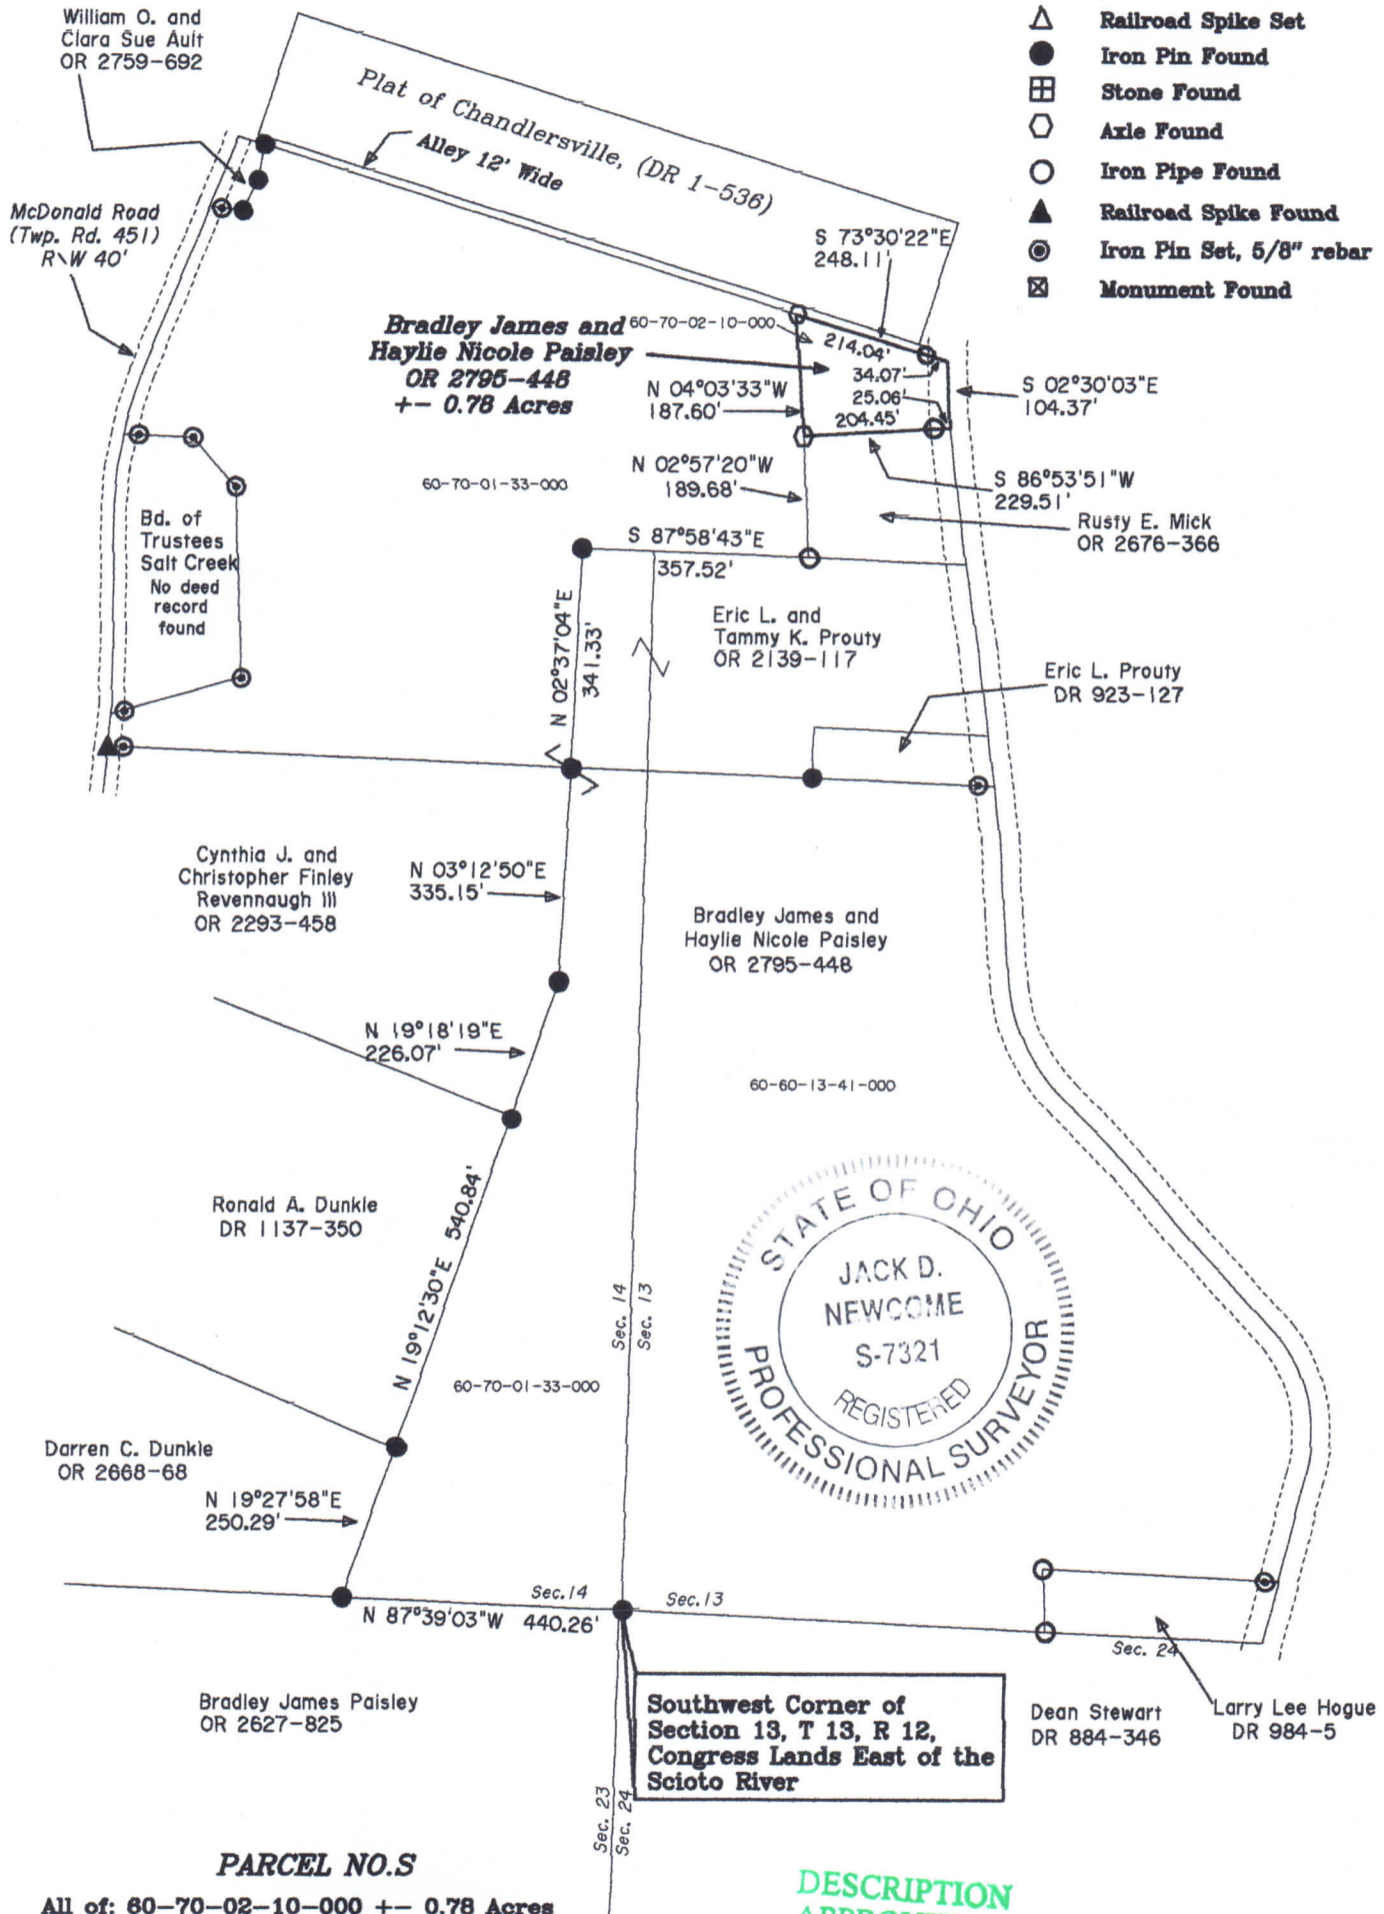 William O. and
Clara Sue Ault
OR 2759-692
Railroad Spike Set
Iron Pin Found
Stone Found
Axle Found
Iron Pipe Found
Railroad Spike Found
Iron Pin Set, 5/8" rebar
Monument Found
Plat of Chandlersville, (DR 1-536)
Alley 12' Wide
McDonald Road
(Twp. Rd. 451)
R\W 40'
S 73°30'22"E
248.11'
Bradley James and
Haylie Nicole Paisley
OR 2795-448
+- 0.78 Acres
60-70-02-10-000
214.04'
34.07'
25.06'
204.45'
N 04°03'33"W
187.60'
S 02°30'03"E
104.37'
N 02°57'20"W
189.68'
S 86°53'51"W
229.51'
60-70-01-33-000
Rusty E. Mick
OR 2676-366
Bd. of
Trustees
Salt Creek
No deed
record
found
S 87°58'43"E
357.52'
N 02°37'04"E
341.33'
Eric L. and
Tammy K. Prouty
OR 2139-117
Eric L. Prouty
DR 923-127
Cynthia J. and
Christopher Finley
Revennaugh III
OR 2293-458
N 03°12'50"E
335.15'
Bradley James and
Haylie Nicole Paisley
OR 2795-448
N 19°18'19"E
226.07'
60-60-13-41-000
Ronald A. Dunkle
DR 1137-350
N 19°12'30"E 540.84'
Sec. 14
Sec. 13
STATE OF OHIO
JACK D.
NEWCOME
S-7321
REGISTERED
PROFESSIONAL SURVEYOR
60-70-01-33-000
Darren C. Dunkle
OR 2668-68
N 19°27'58"E
250.29'
Sec.14
Sec.13
N 87°39'03"W 440.26'
Sec. 24
Bradley James Paisley
OR 2627-825
Southwest Corner of
Section 13, T 13, R 12,
Congress Lands East of the
Scioto River
Dean Stewart
DR 884-346
Larry Lee Hogue
DR 984-5
Sec. 23
Sec. 24
PARCEL NO.S
All of: 60-70-02-10-000 +- 0.78 Acres
DESCRIPTION